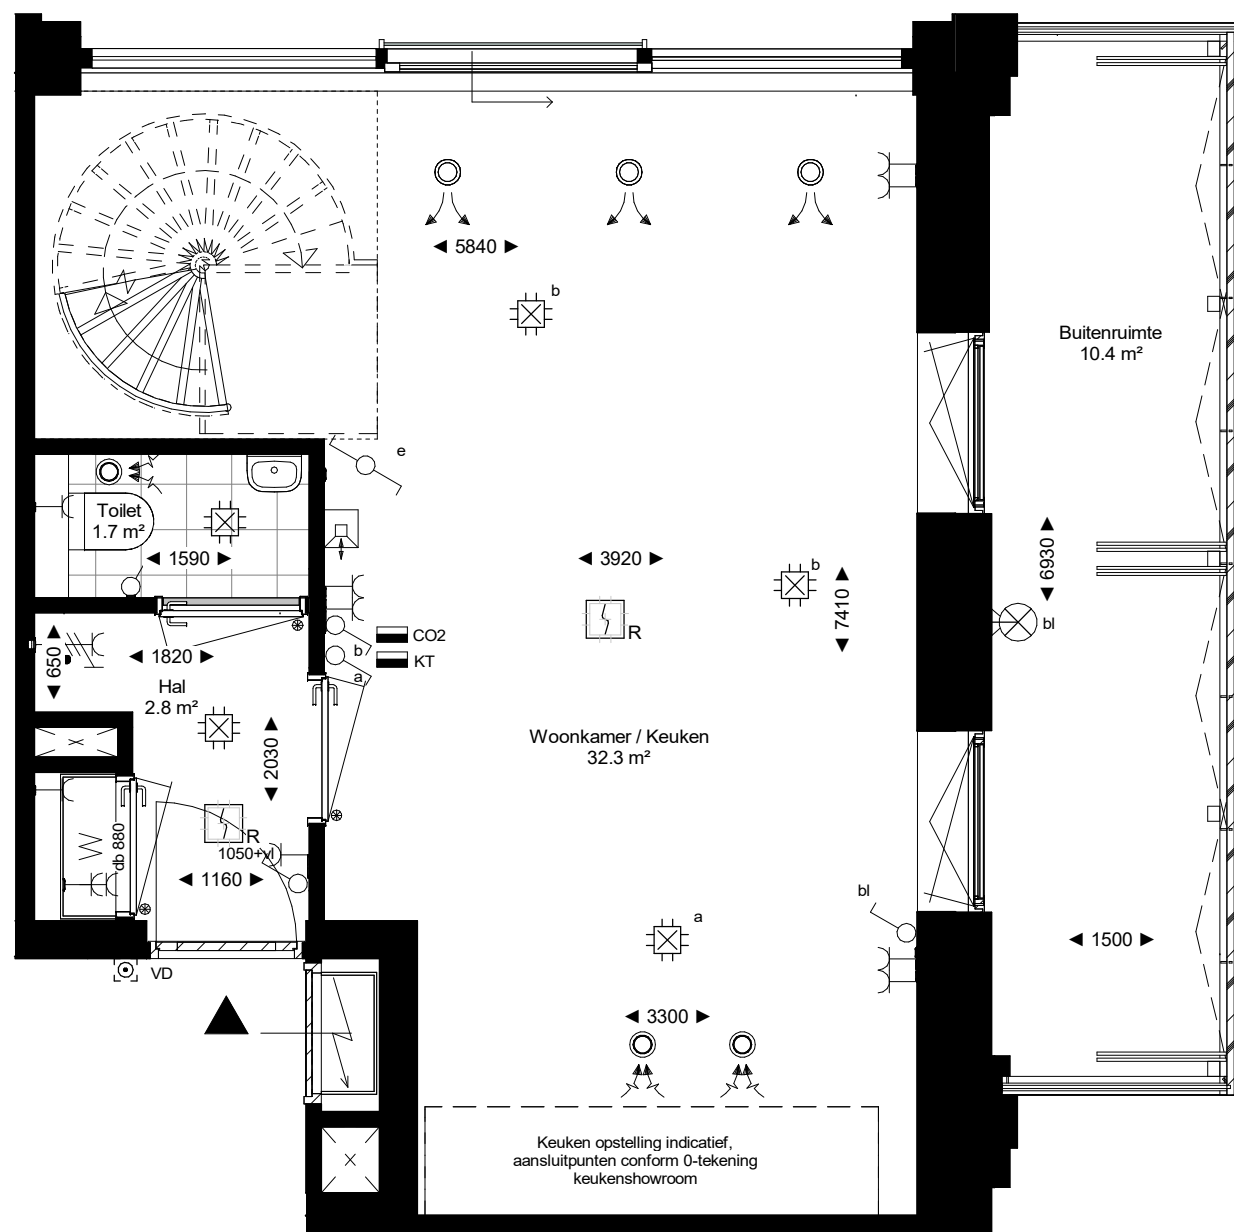 ◄ 5840 ►
b
Buitenruimte
10.4 m²
e
Toilet
1.7 m²
◄ 1590 ►
◄ 3920 ►
b
◄ 7410 ►
◄ 6930 ►
R
bl
CO2
b
KT
a
◄ 650 ►
◄ 1820 ►
Hal
2.8 m²
◄ 2030 ►
Woonkamer / Keuken
32.3 m²
W
db 880
R
1050+vl
◄ 1160 ►
bl
a
◄ 1500 ►
VD
◄ 3300 ►
Keuken opstelling indicatief,
aansluitpunten conform 0-tekening
keukenshowroom